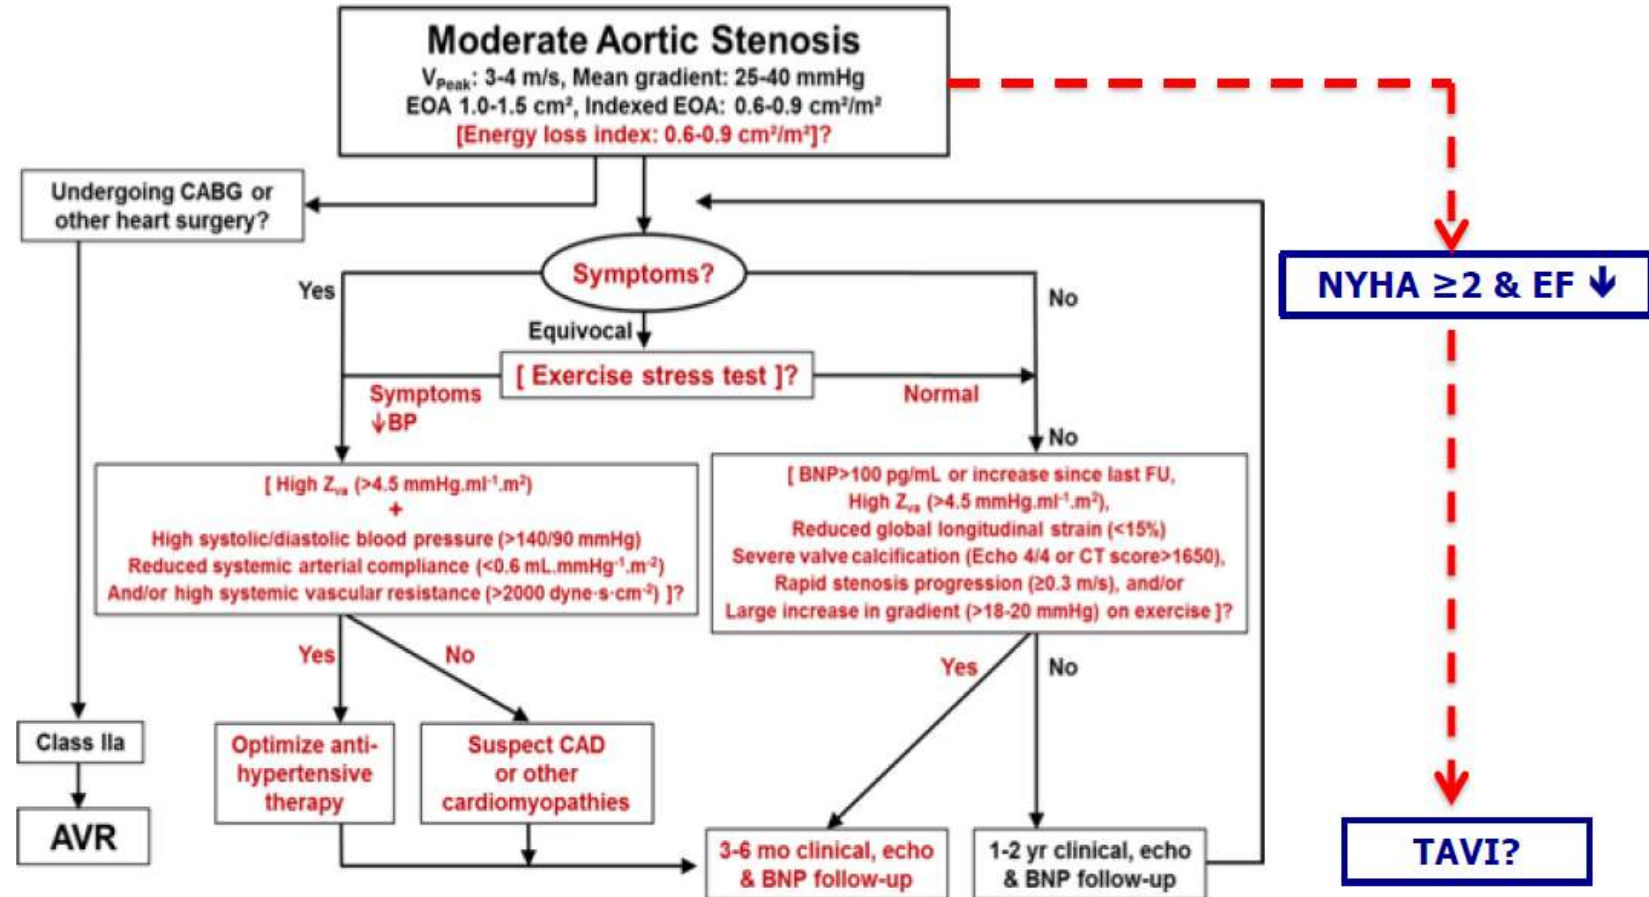 Moderate Aortic Stenosis
V_Peak: 3-4 m/s, Mean gradient: 25-40 mmHg
EOA 1.0-1.5 cm², Indexed EOA: 0.6-0.9 cm²/m²
[Energy loss index: 0.6-0.9 cm²/m²]?
Undergoing CABG or
other heart surgery?
Symptoms?
Yes
No
Equivocal
[ Exercise stress test ]?
Symptoms
↓BP
Normal
No
[ High Zva (>4.5 mmHg.ml⁻¹.m²)
+
High systolic/diastolic blood pressure (>140/90 mmHg)
Reduced systemic arterial compliance (<0.6 mL.mmHg⁻¹.m⁻²)
And/or high systemic vascular resistance (>2000 dyne·s·cm⁻²) ]?
[ BNP>100 pg/mL or increase since last FU,
High Zva (>4.5 mmHg.ml⁻¹.m²),
Reduced global longitudinal strain (<15%)
Severe valve calcification (Echo 4/4 or CT score>1650),
Rapid stenosis progression (≥0.3 m/s), and/or
Large increase in gradient (>18-20 mmHg) on exercise ]?
Yes
No
Yes
No
Class IIa
AVR
Optimize anti-
hypertensive
therapy
Suspect CAD
or other
cardiomyopathies
3-6 mo clinical, echo
& BNP follow-up
1-2 yr clinical, echo
& BNP follow-up
NYHA ≥2 & EF ↓
TAVI?